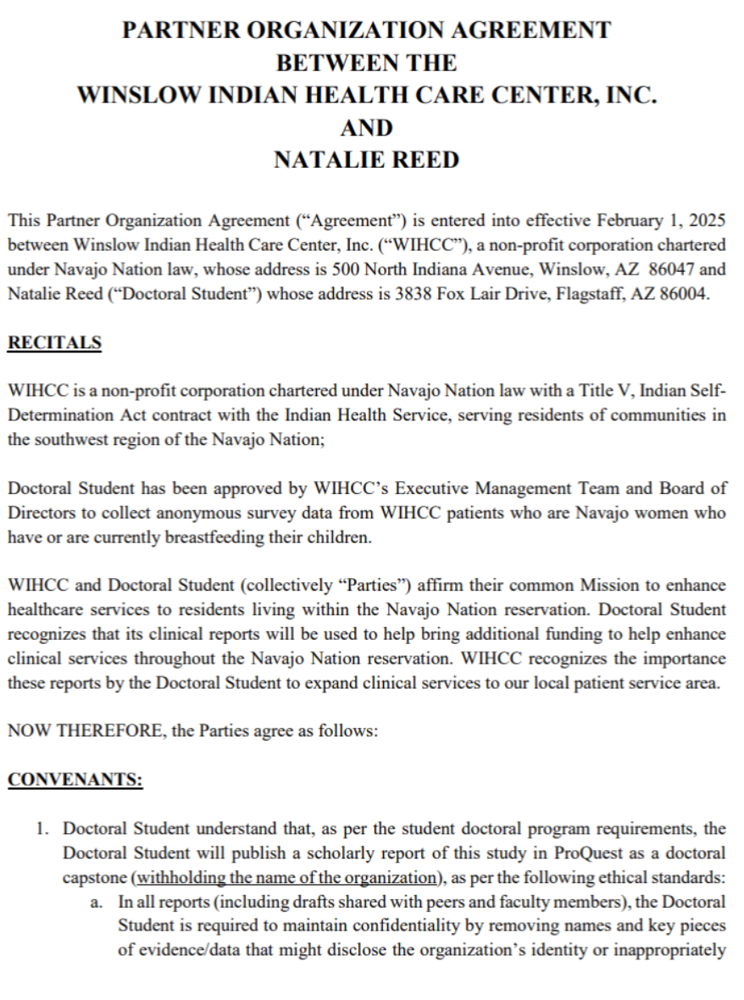 PARTNER ORGANIZATION AGREEMENT
BETWEEN THE
WINSLOW INDIAN HEALTH CARE CENTER, INC.
AND
NATALIE REED
This Partner Organization Agreement (“Agreement”) is entered into effective February 1, 2025
between Winslow Indian Health Care Center, Inc. (“WIHCC”), a non-profit corporation chartered
under Navajo Nation law, whose address is 500 North Indiana Avenue, Winslow, AZ 86047 and
Natalie Reed (“Doctoral Student”) whose address is 3838 Fox Lair Drive, Flagstaff, AZ 86004.
RECITALS
WIHCC is a non-profit corporation chartered under Navajo Nation law with a Title V, Indian Self-
Determination Act contract with the Indian Health Service, serving residents of communities in
the southwest region of the Navajo Nation;
Doctoral Student has been approved by WIHCC’s Executive Management Team and Board of
Directors to collect anonymous survey data from WIHCC patients who are Navajo women who
have or are currently breastfeeding their children.
WIHCC and Doctoral Student (collectively “Parties”) affirm their common Mission to enhance
healthcare services to residents living within the Navajo Nation reservation. Doctoral Student
recognizes that its clinical reports will be used to help bring additional funding to help enhance
clinical services throughout the Navajo Nation reservation. WIHCC recognizes the importance
these reports by the Doctoral Student to expand clinical services to our local patient service area.
NOW THEREFORE, the Parties agree as follows:
CONVENANTS:
1. Doctoral Student understand that, as per the student doctoral program requirements, the
Doctoral Student will publish a scholarly report of this study in ProQuest as a doctoral
capstone (withholding the name of the organization), as per the following ethical standards:
a. In all reports (including drafts shared with peers and faculty members), the Doctoral
Student is required to maintain confidentiality by removing names and key pieces
of evidence/data that might disclose the organization’s identity or inappropriately